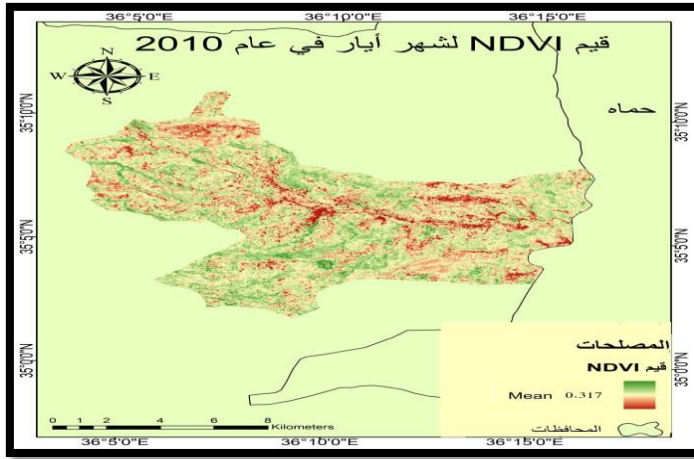 36°5'0"E 36°10'0"E 36°15'0"E
قيم NDVI لشهر أيار في عام 2010
N
W E
S
35°10'0"N 35°10'0"N
حماه
35°5'0"N 35°5'0"N
35°0'0"N 35°0'0"N
المصلحات
قيم NDVI
Mean 0.317
المحافظات
0 1 2 4 6 8
Kilometers
36°5'0"E 36°10'0"E 36°15'0"E